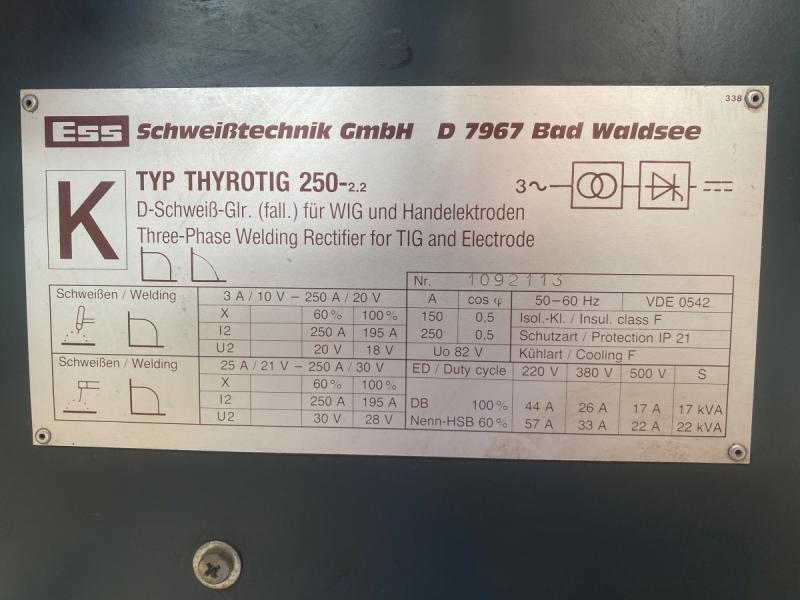 338
Ess Schweißtechnik GmbH D 7967 Bad Waldsee
K
TYP THYROTIG 250-2.2
D-Schweiß-Glr. (fall.) für WIG und Handelektroden
Three-Phase Welding Rectifier for TIG and Electrode
3~
Schweißen / Welding
3 A / 10 V – 250 A / 20 V
X 60% 100%
I2 250 A 195 A
U2 20 V 18 V
Schweißen / Welding
25 A / 21 V – 250 A / 30 V
X 60% 100%
I2 250 A 195 A
U2 30 V 28 V
Nr. 1092113
A cos φ 50–60 Hz VDE 0542
150 0,5 Isol.-Kl. / Insul. class F
250 0,5 Schutzart / Protection IP 21
Uo 82 V Kühlart / Cooling F
ED / Duty cycle 220 V 380 V 500 V S
DB 100% 44 A 26 A 17 A 17 kVA
Nenn-HSB 60% 57 A 33 A 22 A 22 kVA